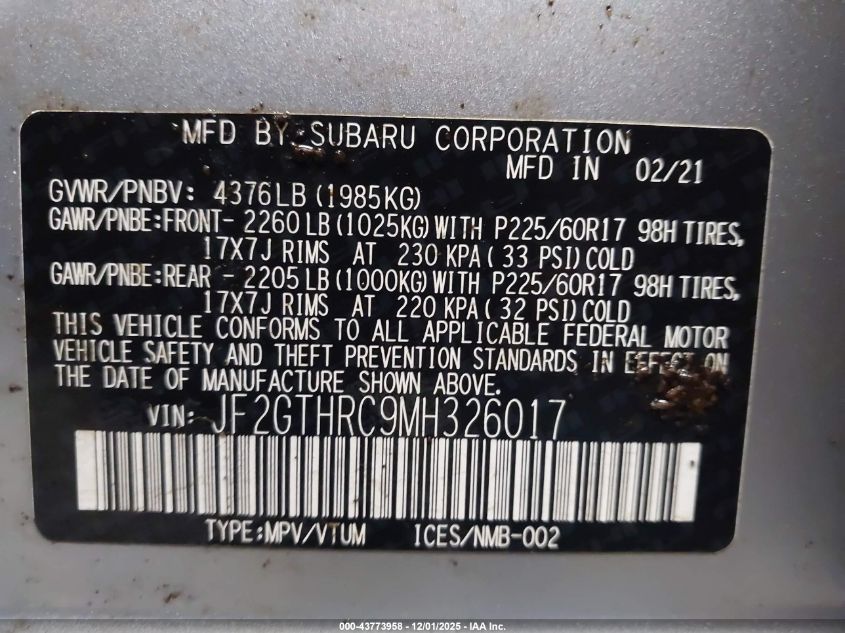 MFD BY SUBARU CORPORATION
MFD IN 02/21
GVWR/PNBV: 4376LB (1985KG)
GAWR/PNBE:FRONT- 2260 LB (1025KG) WITH P225/60R17 98H TIRES,
17X7J RIMS AT 230 KPA ( 33 PSI) COLD
GAWR/PNBE:REAR - 2205 LB (1000KG) WITH P225/60R17 98H TIRES,
17X7J RIMS AT 220 KPA ( 32 PSI) COLD
THIS VEHICLE CONFORMS TO ALL APPLICABLE FEDERAL MOTOR
VEHICLE SAFETY AND THEFT PREVENTION STANDARDS IN EFFECT ON
THE DATE OF MANUFACTURE SHOWN ABOVE.
VIN: JF2GTHRC9MH326017
TYPE:MPV/VTUM ICES/NMB-002
000-43773958 - 12/01/2025 - IAA Inc.